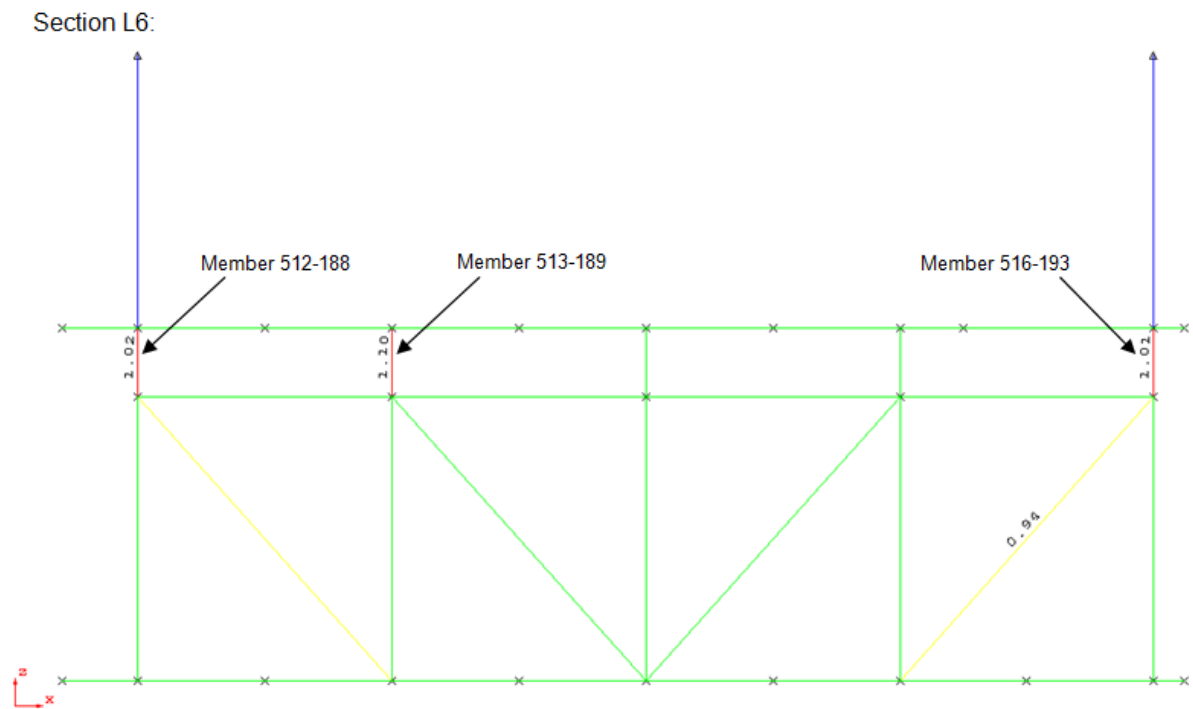 Section L6:
Member 512-188
Member 513-189
Member 516-193
1.02
1.20
1.02
0.94
z
x